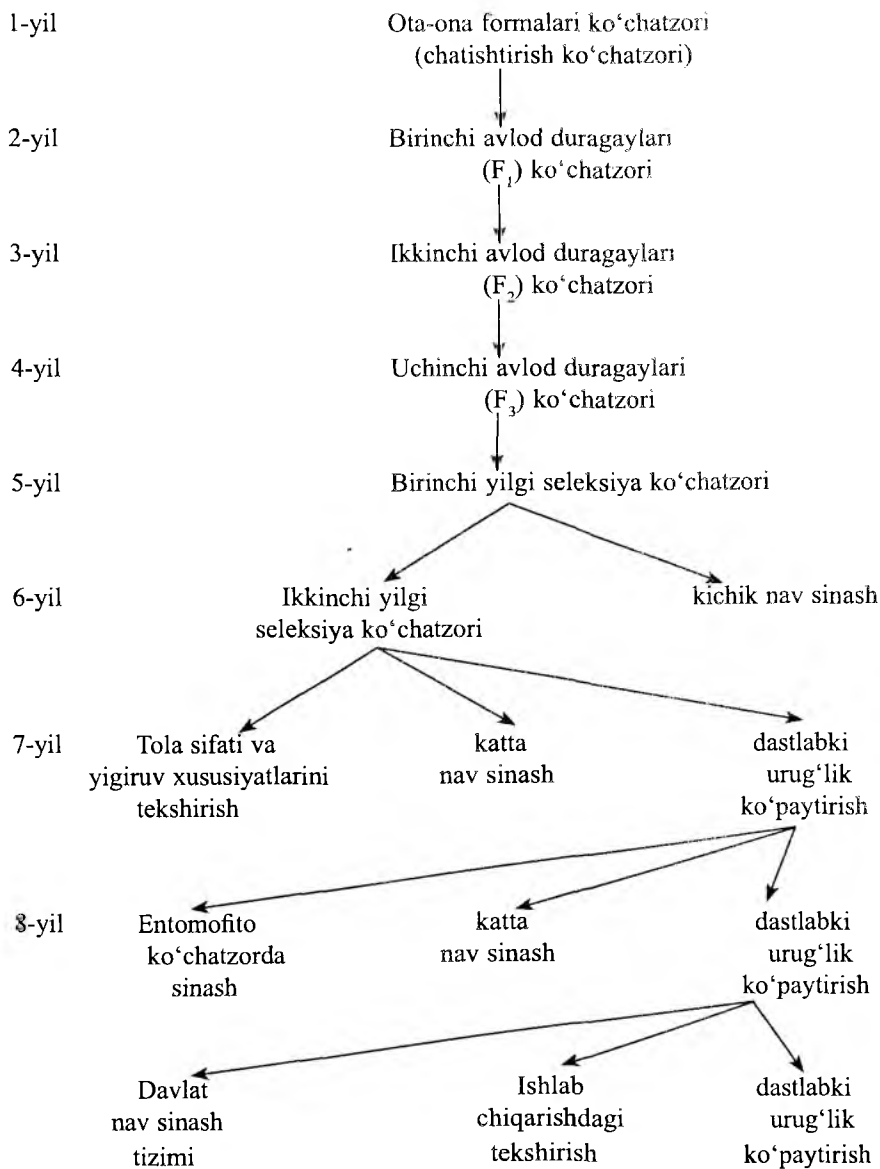 1-yil Ota-ona formalari ko‘chatzori
(chatishtirish ko‘chatzori)
2-yil Birinchi avlod duragaylari
(F₁) ko‘chatzori
3-yil Ikkinchi avlod duragaylari
(F₂) ko‘chatzori
4-yil Uchinchi avlod duragaylari
(F₃) ko‘chatzori
5-yil Birinchi yilgi seleksiya ko‘chatzori
6-yil Ikkinchi yilgi
seleksiya ko‘chatzori
kichik nav sinash
7-yil Tola sifati va
yigiruv xususiyatlarini
tekshirish
katta
nav sinash
dastlabki
urug‘lik
ko‘paytirish
8-yil Entomofito
ko‘chatzorda
sinash
katta
nav sinash
dastlabki
urug‘lik
ko‘paytirish
Davlat
nav sinash
tizimi
Ishlab
chiqarishdagi
tekshirish
dastlabki
urug‘lik
ko‘paytirish